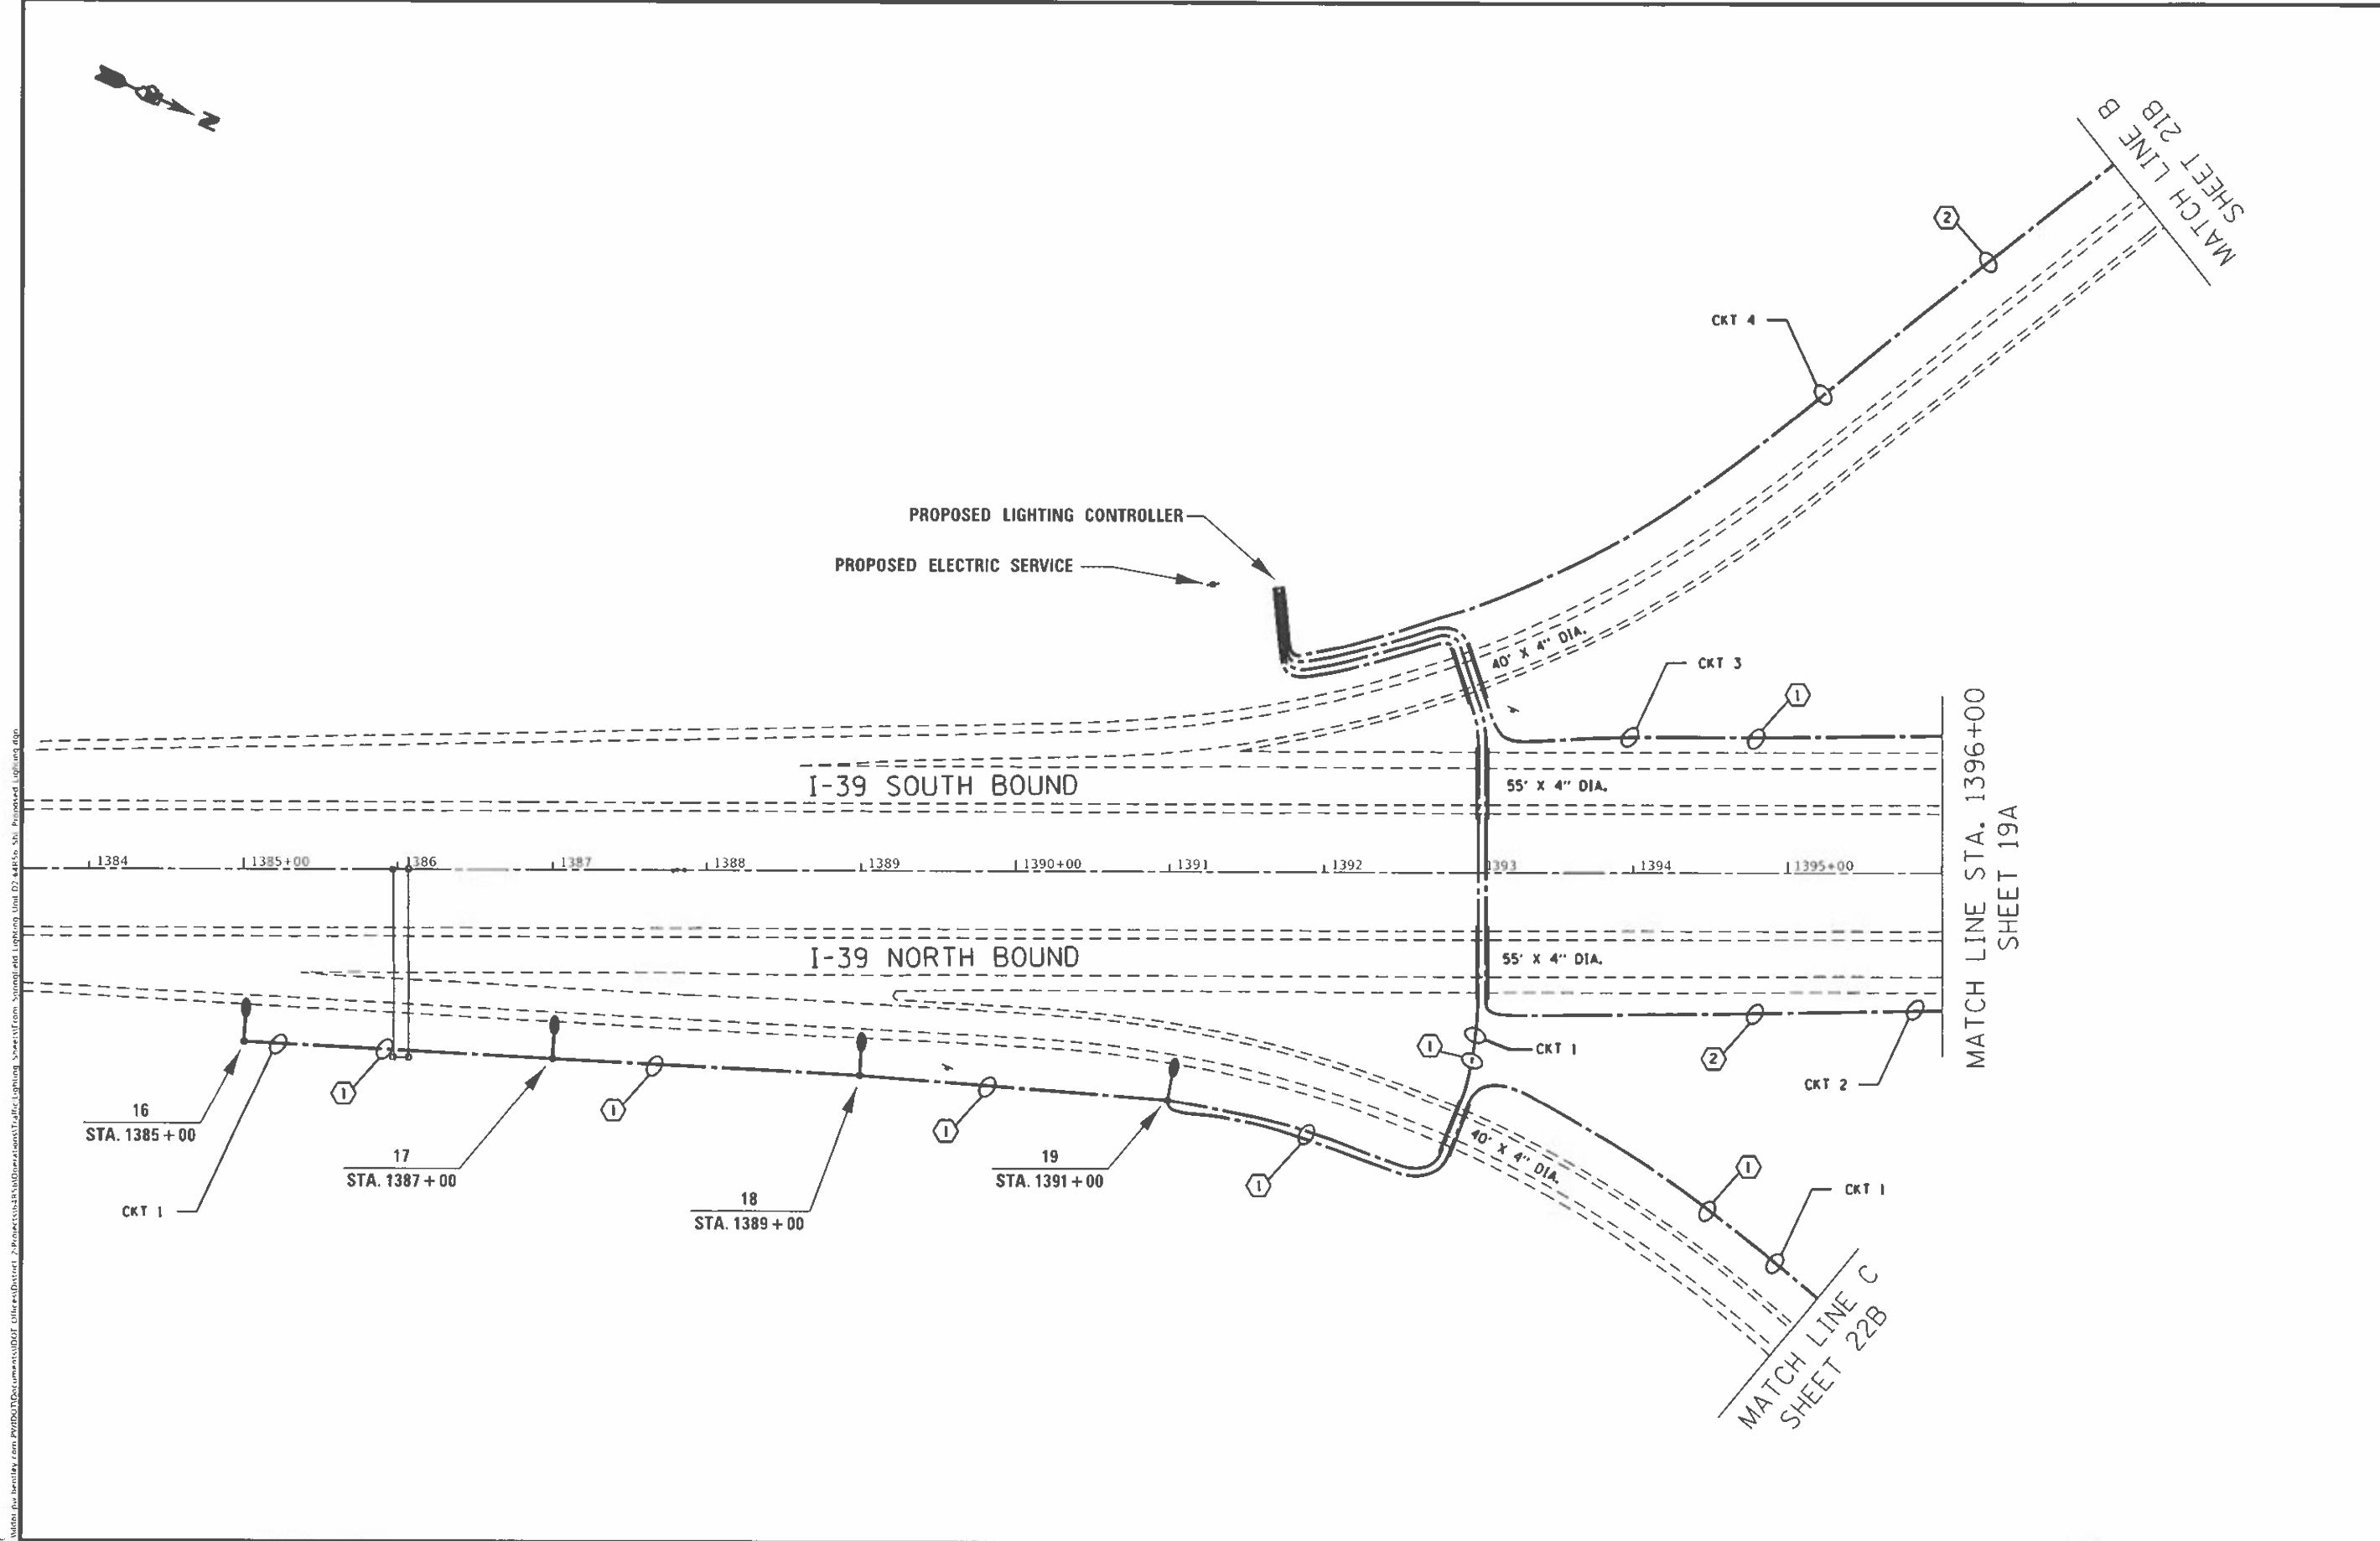 N
MATCH LINE B
SHEET 21B
2
CKT 4
PROPOSED LIGHTING CONTROLLER
PROPOSED ELECTRIC SERVICE
40' X 4" DIA.
CKT 3
1
I-39 SOUTH BOUND
55' X 4" DIA.
1384
1385+00
1386
1387
1388
1389
1390+00
1391
1392
1393
1394
1395+00
MATCH LINE STA. 1396+00
SHEET 19A
I-39 NORTH BOUND
55' X 4" DIA.
1
CKT 1
2
CKT 2
1
1
1
1
16
STA. 1385+00
17
STA. 1387+00
18
STA. 1389+00
19
STA. 1391+00
CKT 1
40' X 4" DIA.
1
CKT 1
MATCH LINE C
SHEET 22B